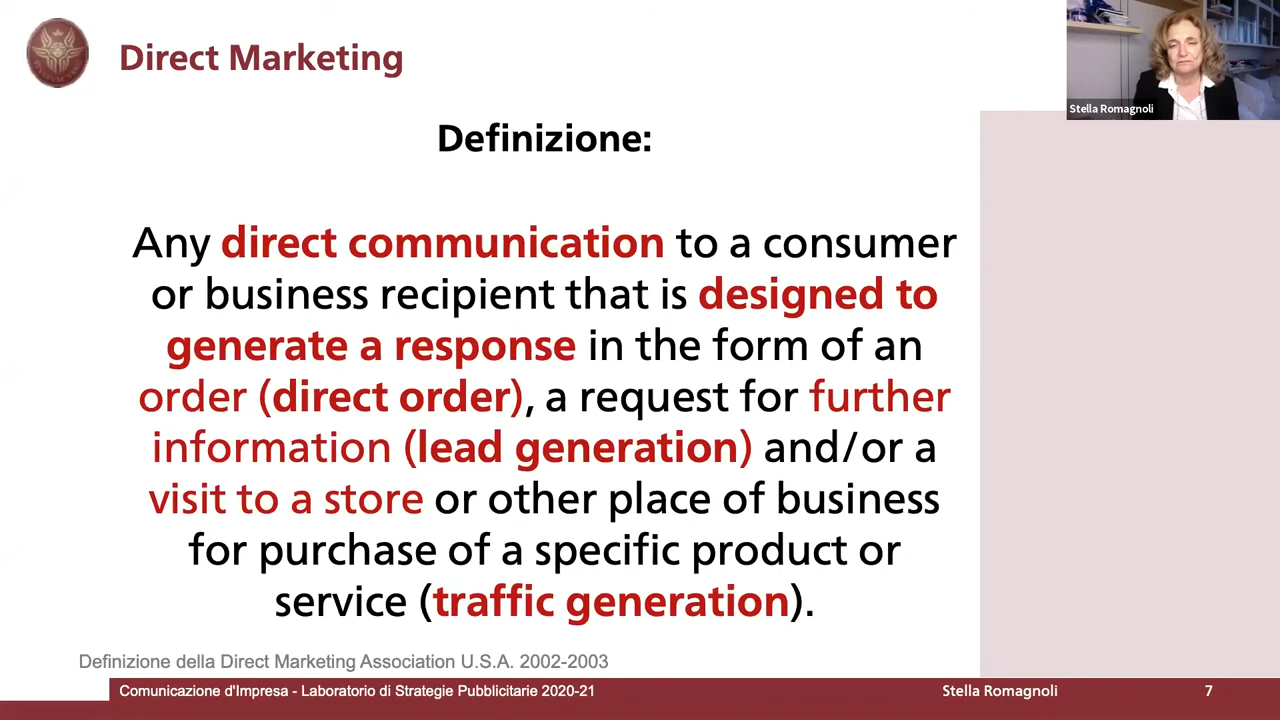 Direct Marketing
Stella Romagnoli
Definizione:
Any direct communication to a consumer
or business recipient that is designed to
generate a response in the form of an
order (direct order), a request for further
information (lead generation) and/or a
visit to a store or other place of business
for purchase of a specific product or
service (traffic generation).
Definizione della Direct Marketing Association U.S.A. 2002-2003
Comunicazione d'Impresa - Laboratorio di Strategie Pubblicitarie 2020-21
Stella Romagnoli
7